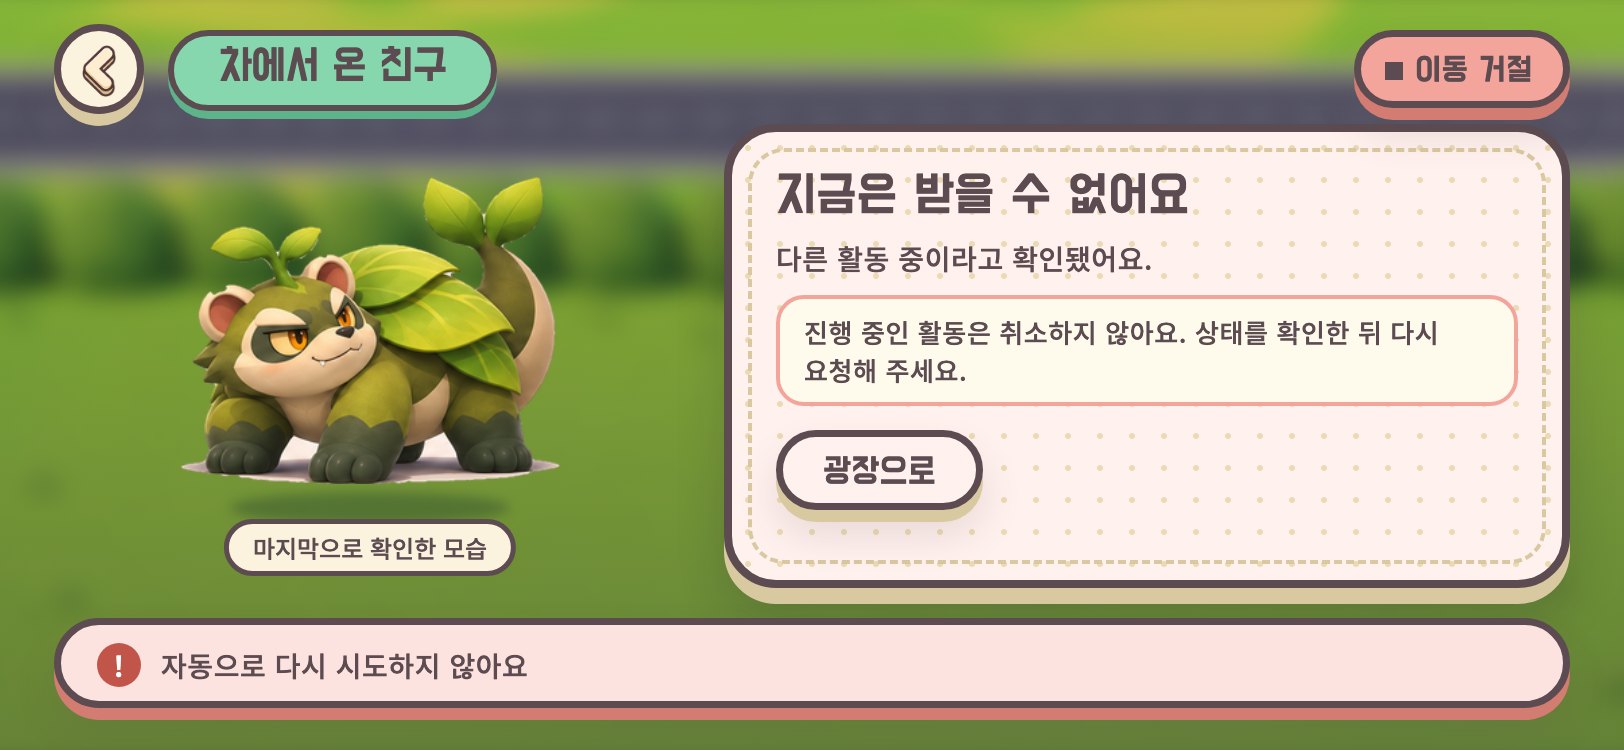 차에서 온 친구
이동 거절
지금은 받을 수 없어요
다른 활동 중이라고 확인됐어요.
진행 중인 활동은 취소하지 않아요. 상태를 확인한 뒤 다시
요청해 주세요.
광장으로
마지막으로 확인한 모습
자동으로 다시 시도하지 않아요